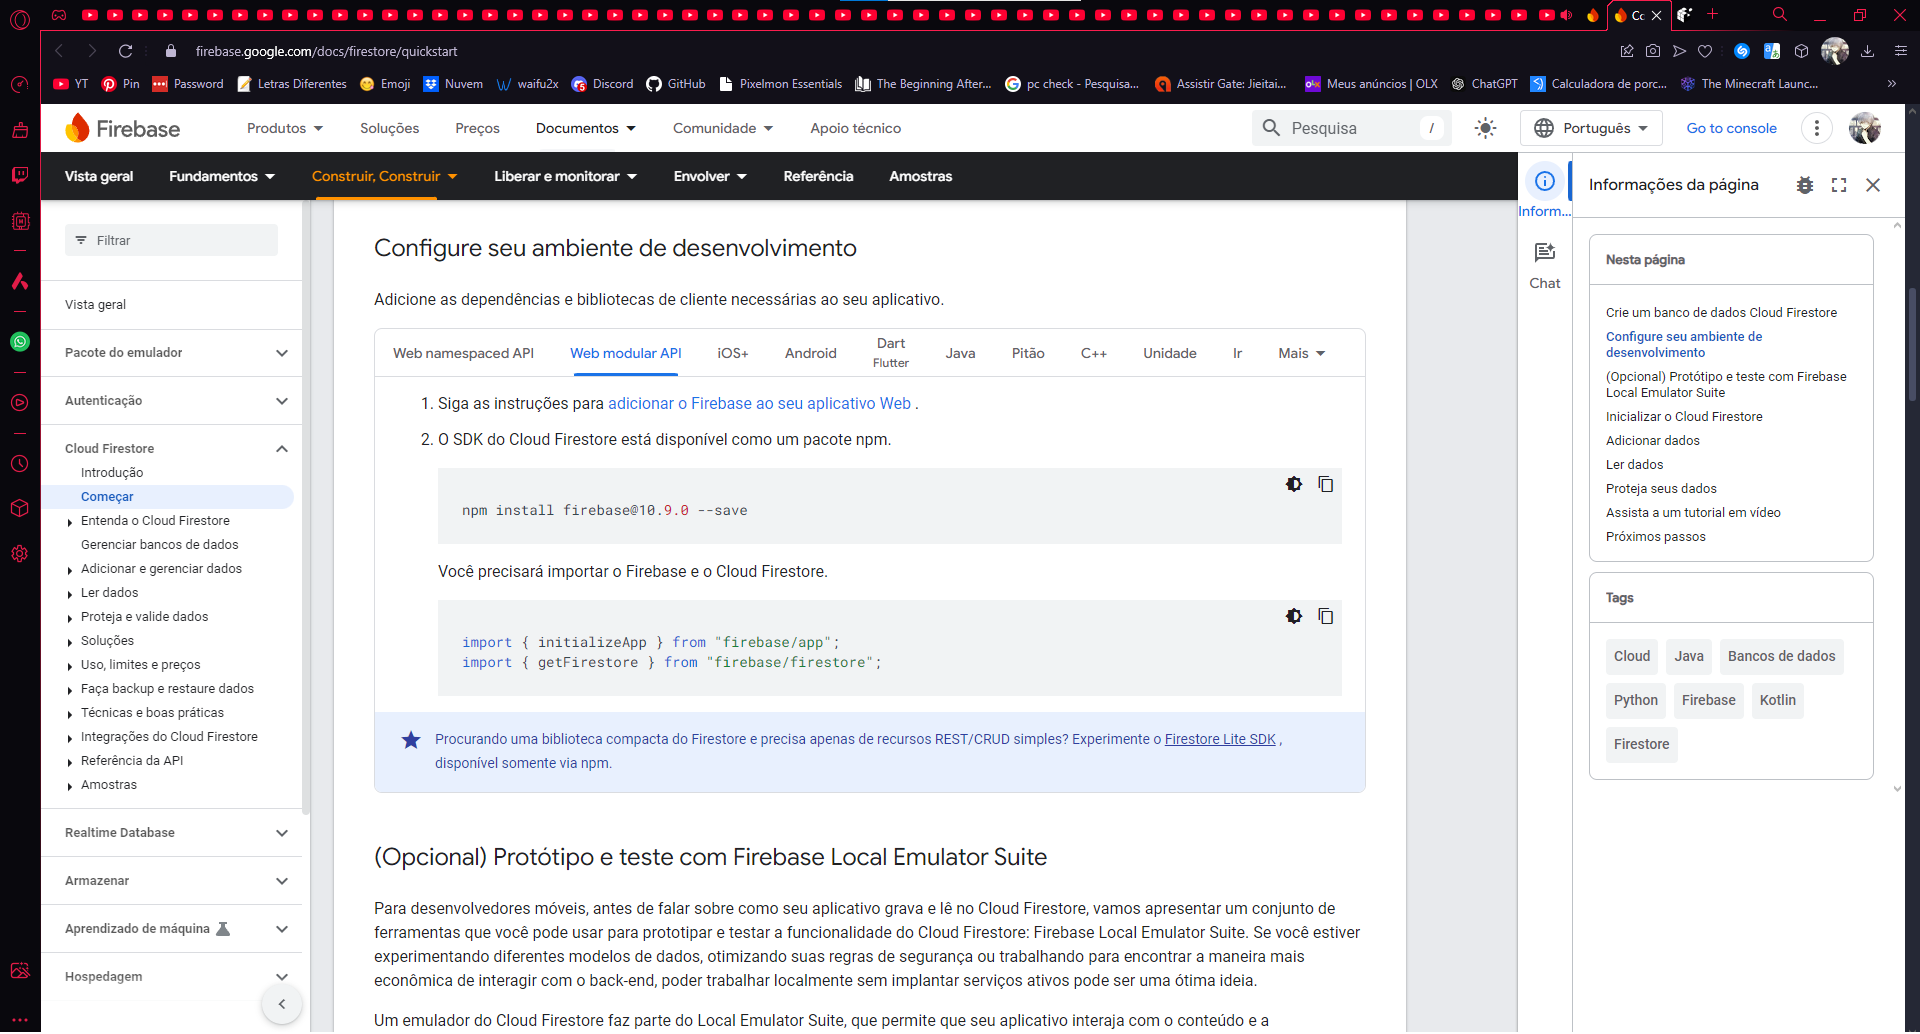 Cc
firebase.google.com/docs/firestore/quickstart
YT
Pin
Password
Letras Diferentes
Emoji
Nuvem
waifu2x
Discord
GitHub
Pixelmon Essentials
The Beginning After...
pc check - Pesquisa...
Assistir Gate: Jieitai...
Meus anúncios | OLX
ChatGPT
Calculadora de porc...
The Minecraft Launc...
»
Firebase
Produtos
Soluções
Preços
Documentos
Comunidade
Apoio técnico
Pesquisa
/
Português
Go to console
Vista geral
Fundamentos
Construir, Construir
Liberar e monitorar
Envolver
Referência
Amostras
Filtrar
Vista geral
Pacote do emulador
Autenticação
Cloud Firestore
Introdução
Começar
Entenda o Cloud Firestore
Gerenciar bancos de dados
Adicionar e gerenciar dados
Ler dados
Proteja e valide dados
Soluções
Uso, limites e preços
Faça backup e restaure dados
Técnicas e boas práticas
Integrações do Cloud Firestore
Referência da API
Amostras
Realtime Database
Armazenar
Aprendizado de máquina
Hospedagem
Configure seu ambiente de desenvolvimento
Adicione as dependências e bibliotecas de cliente necessárias ao seu aplicativo.
Web namespaced API
Web modular API
iOS+
Android
Dart
Flutter
Java
Pitão
C++
Unidade
Ir
Mais
1. Siga as instruções para adicionar o Firebase ao seu aplicativo Web .
2. O SDK do Cloud Firestore está disponível como um pacote npm.
npm install firebase@10.9.0 --save
Você precisará importar o Firebase e o Cloud Firestore.
import { initializeApp } from "firebase/app";
import { getFirestore } from "firebase/firestore";
Procurando uma biblioteca compacta do Firestore e precisa apenas de recursos REST/CRUD simples? Experimente o Firestore Lite SDK ,
disponível somente via npm.
(Opcional) Protótipo e teste com Firebase Local Emulator Suite
Para desenvolvedores móveis, antes de falar sobre como seu aplicativo grava e lê no Cloud Firestore, vamos apresentar um conjunto de
ferramentas que você pode usar para prototipar e testar a funcionalidade do Cloud Firestore: Firebase Local Emulator Suite. Se você estiver
experimentando diferentes modelos de dados, otimizando suas regras de segurança ou trabalhando para encontrar a maneira mais
econômica de interagir com o back-end, poder trabalhar localmente sem implantar serviços ativos pode ser uma ótima ideia.
Um emulador do Cloud Firestore faz parte do Local Emulator Suite, que permite que seu aplicativo interaja com o conteúdo e a
Inform...
Chat
Informações da página
Nesta página
Crie um banco de dados Cloud Firestore
Configure seu ambiente de
desenvolvimento
(Opcional) Protótipo e teste com Firebase
Local Emulator Suite
Inicializar o Cloud Firestore
Adicionar dados
Ler dados
Proteja seus dados
Assista a um tutorial em vídeo
Próximos passos
Tags
Cloud
Java
Bancos de dados
Python
Firebase
Kotlin
Firestore